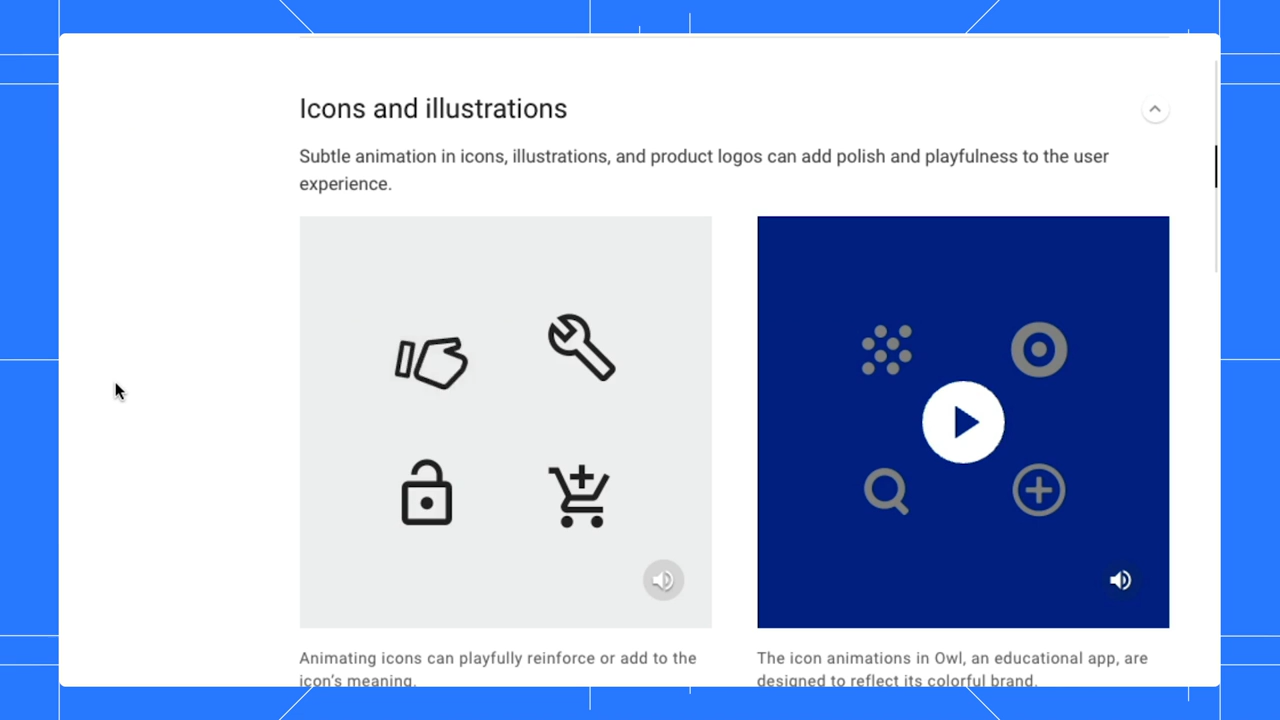 Icons and illustrations
Subtle animation in icons, illustrations, and product logos can add polish and playfulness to the user
experience.
Animating icons can playfully reinforce or add to the
icon's meaning.
The icon animations in Owl, an educational app, are
designed to reflect its colorful brand.